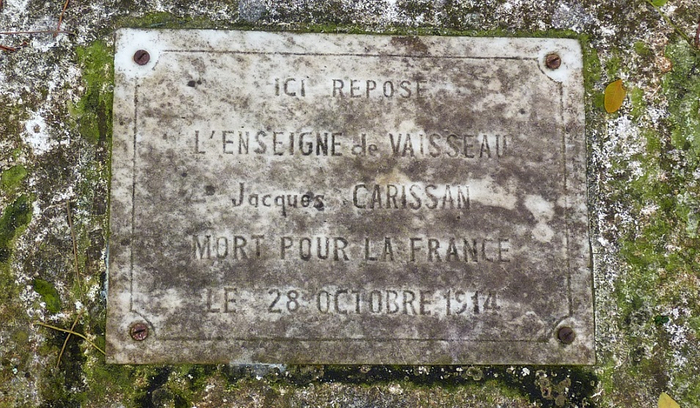 ICI REPOSE
L'ENSEIGNE de VAISSEAU
Jacques CARISSAN
MORT POUR LA FRANCE
LE 28 OCTOBRE 1914